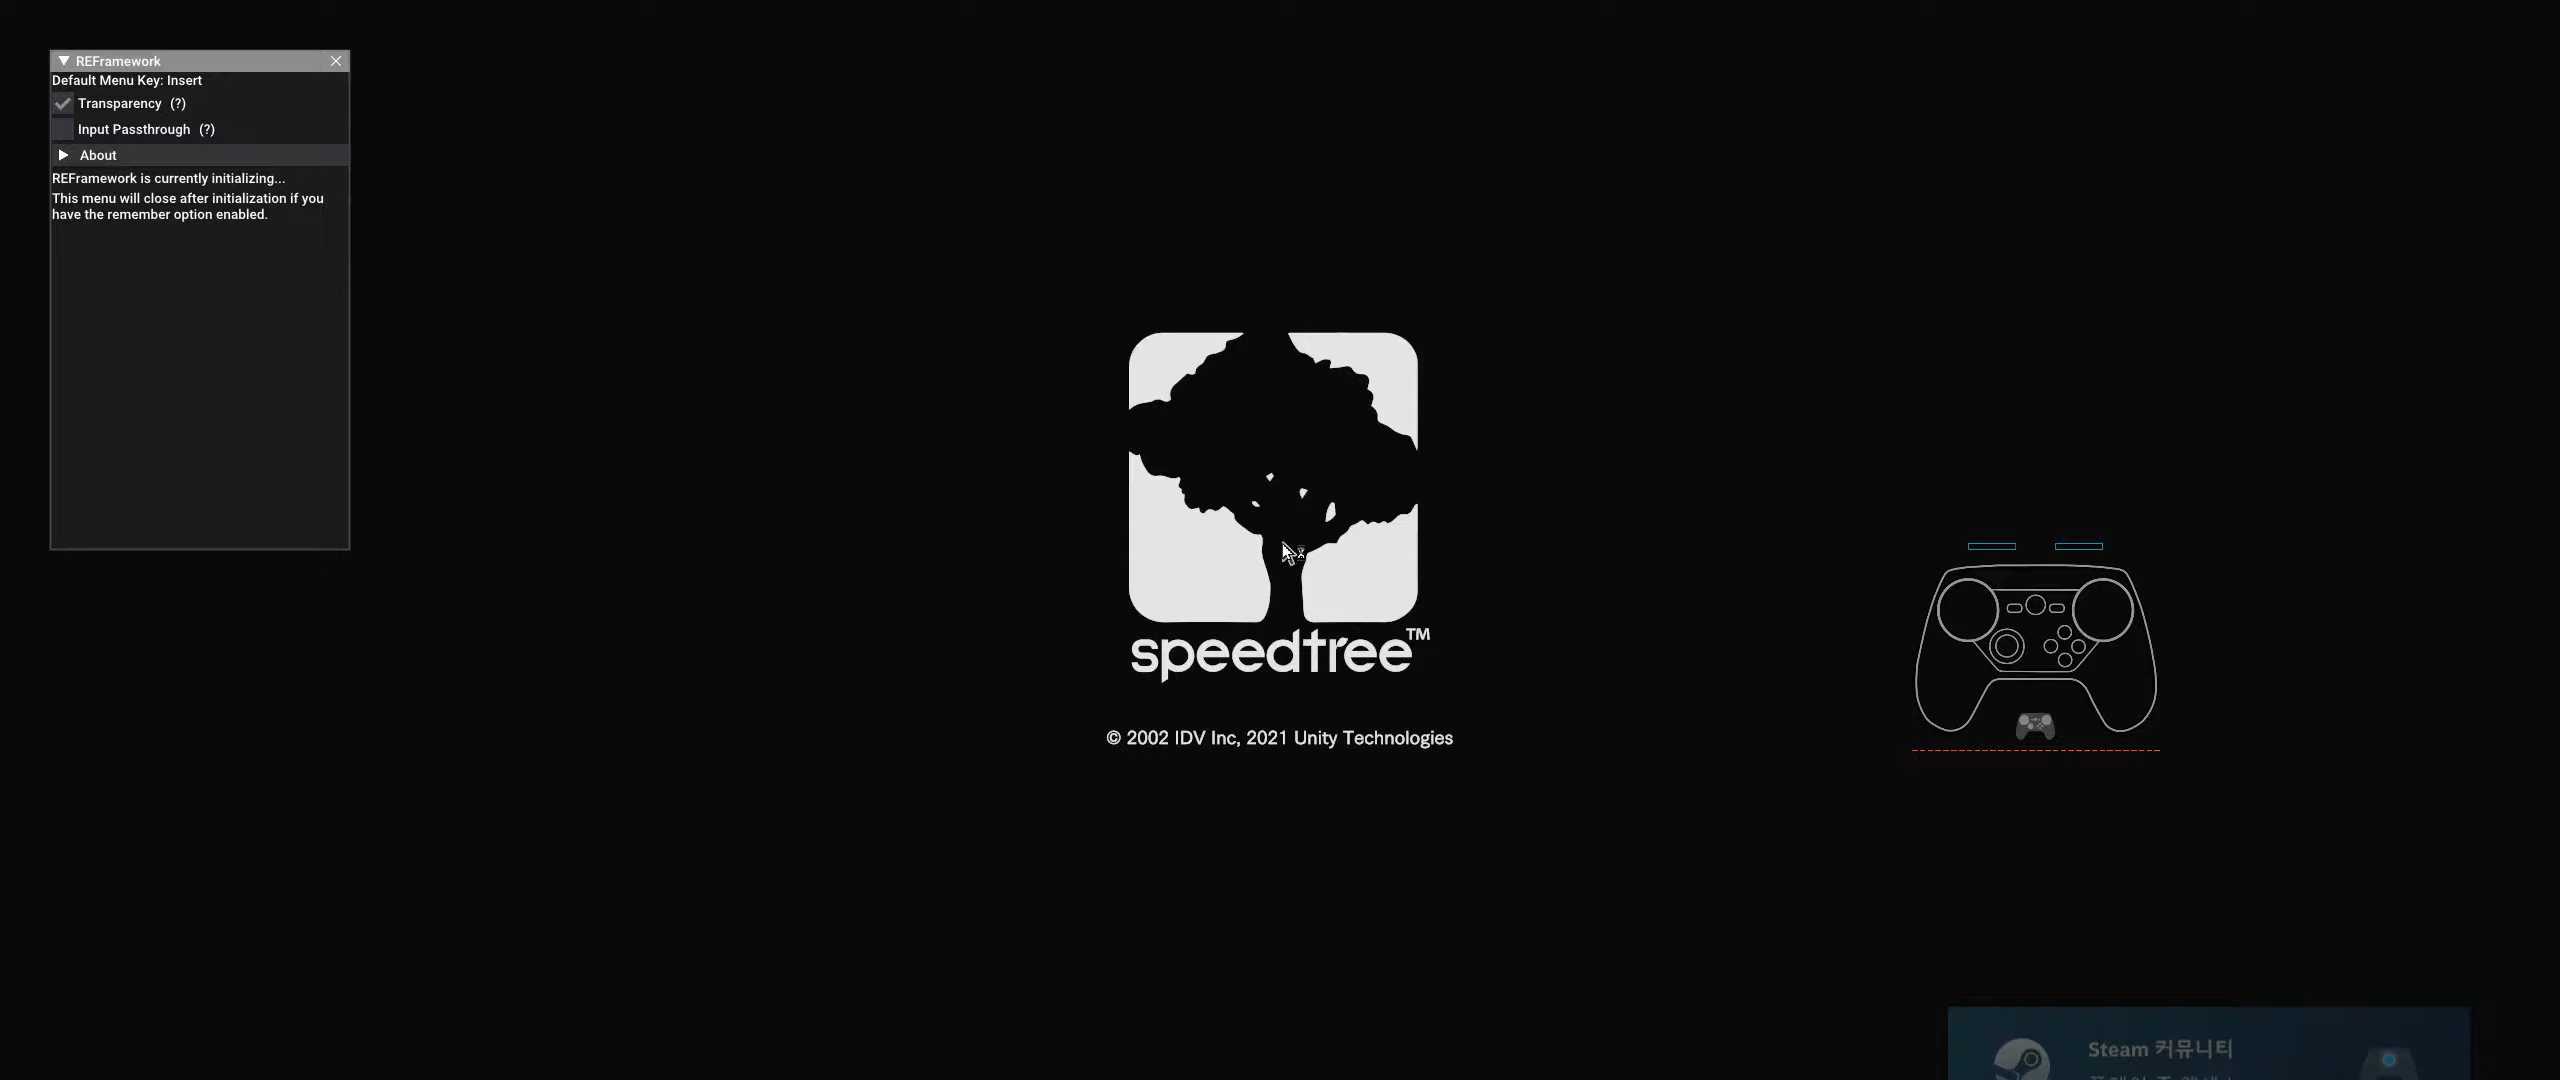 REFramework
Default Menu Key: Insert
Transparency (?)
Input Passthrough (?)
About
REFramework is currently initializing...
This menu will close after initialization if you
have the remember option enabled.
speedtree™
© 2002 IDV Inc, 2021 Unity Technologies
Steam 커뮤니티